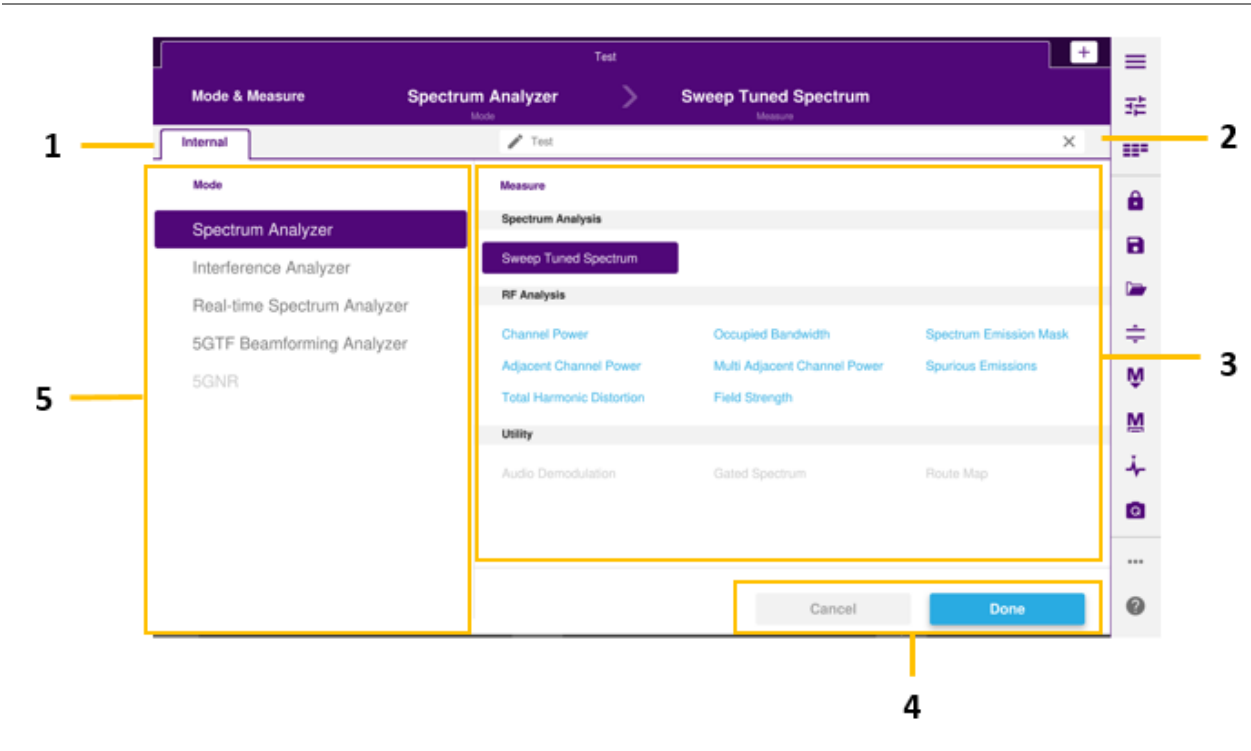 Test
Mode & Measure
Spectrum Analyzer
Mode
Sweep Tuned Spectrum
Measure
1
Internal
Test
2
Mode
Spectrum Analyzer
Interference Analyzer
Real-time Spectrum Analyzer
5GTF Beamforming Analyzer
5GNR
5
Measure
Spectrum Analysis
Sweep Tuned Spectrum
RF Analysis
Channel Power
Occupied Bandwidth
Spectrum Emission Mask
Adjacent Channel Power
Multi Adjacent Channel Power
Spurious Emissions
Total Harmonic Distortion
Field Strength
3
Utility
Audio Demodulation
Gated Spectrum
Route Map
Cancel
Done
4
M
M